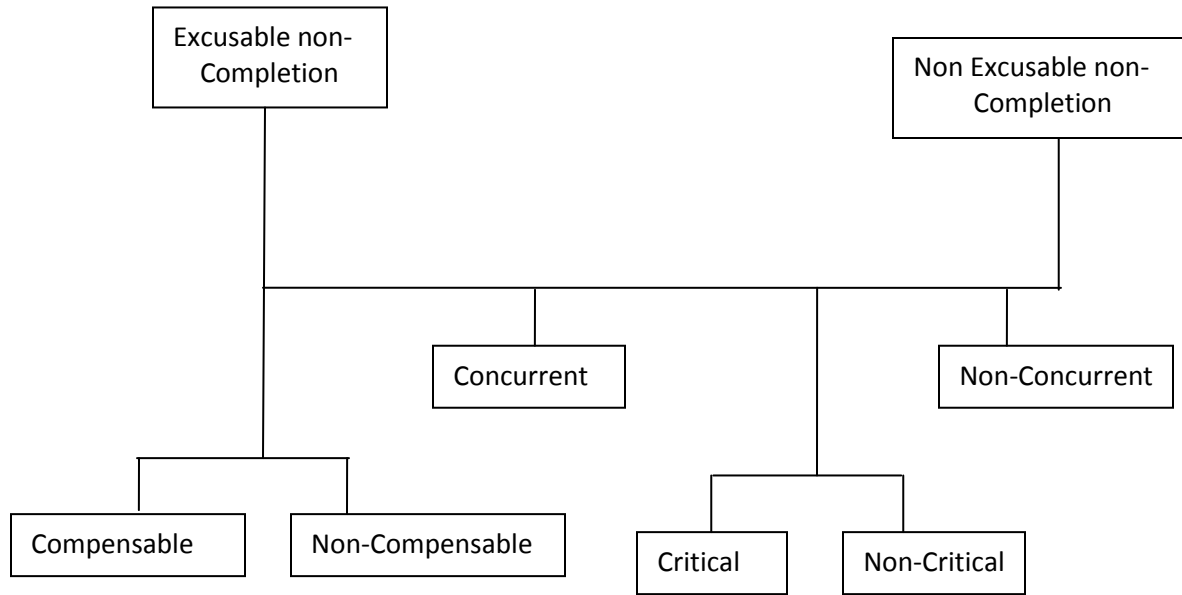 Excusable non-
Completion
Non Excusable non-
Completion
Concurrent
Non-Concurrent
Compensable
Non-Compensable
Critical
Non-Critical